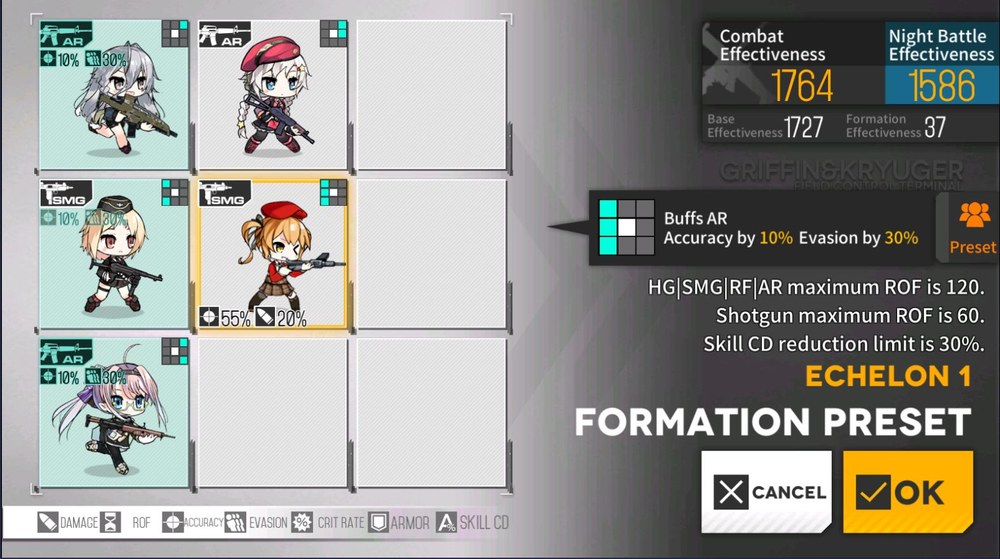 AR
10% 30%
AR
SMG
10% 30%
SMG
55% 20%
AR
10% 30%
DAMAGE ROF ACCURACY EVASION CRIT RATE ARMOR SKILL CD
Combat
Effectiveness
1764
Night Battle
Effectiveness
1586
Base
Effectiveness 1727
Formation
Effectiveness 37
GRIFFIN&KRYUGER
Buffs AR
Accuracy by 10% Evasion by 30%
Preset
HG|SMG|RF|AR maximum ROF is 120.
Shotgun maximum ROF is 60.
Skill CD reduction limit is 30%.
ECHELON 1
FORMATION PRESET
CANCEL
OK